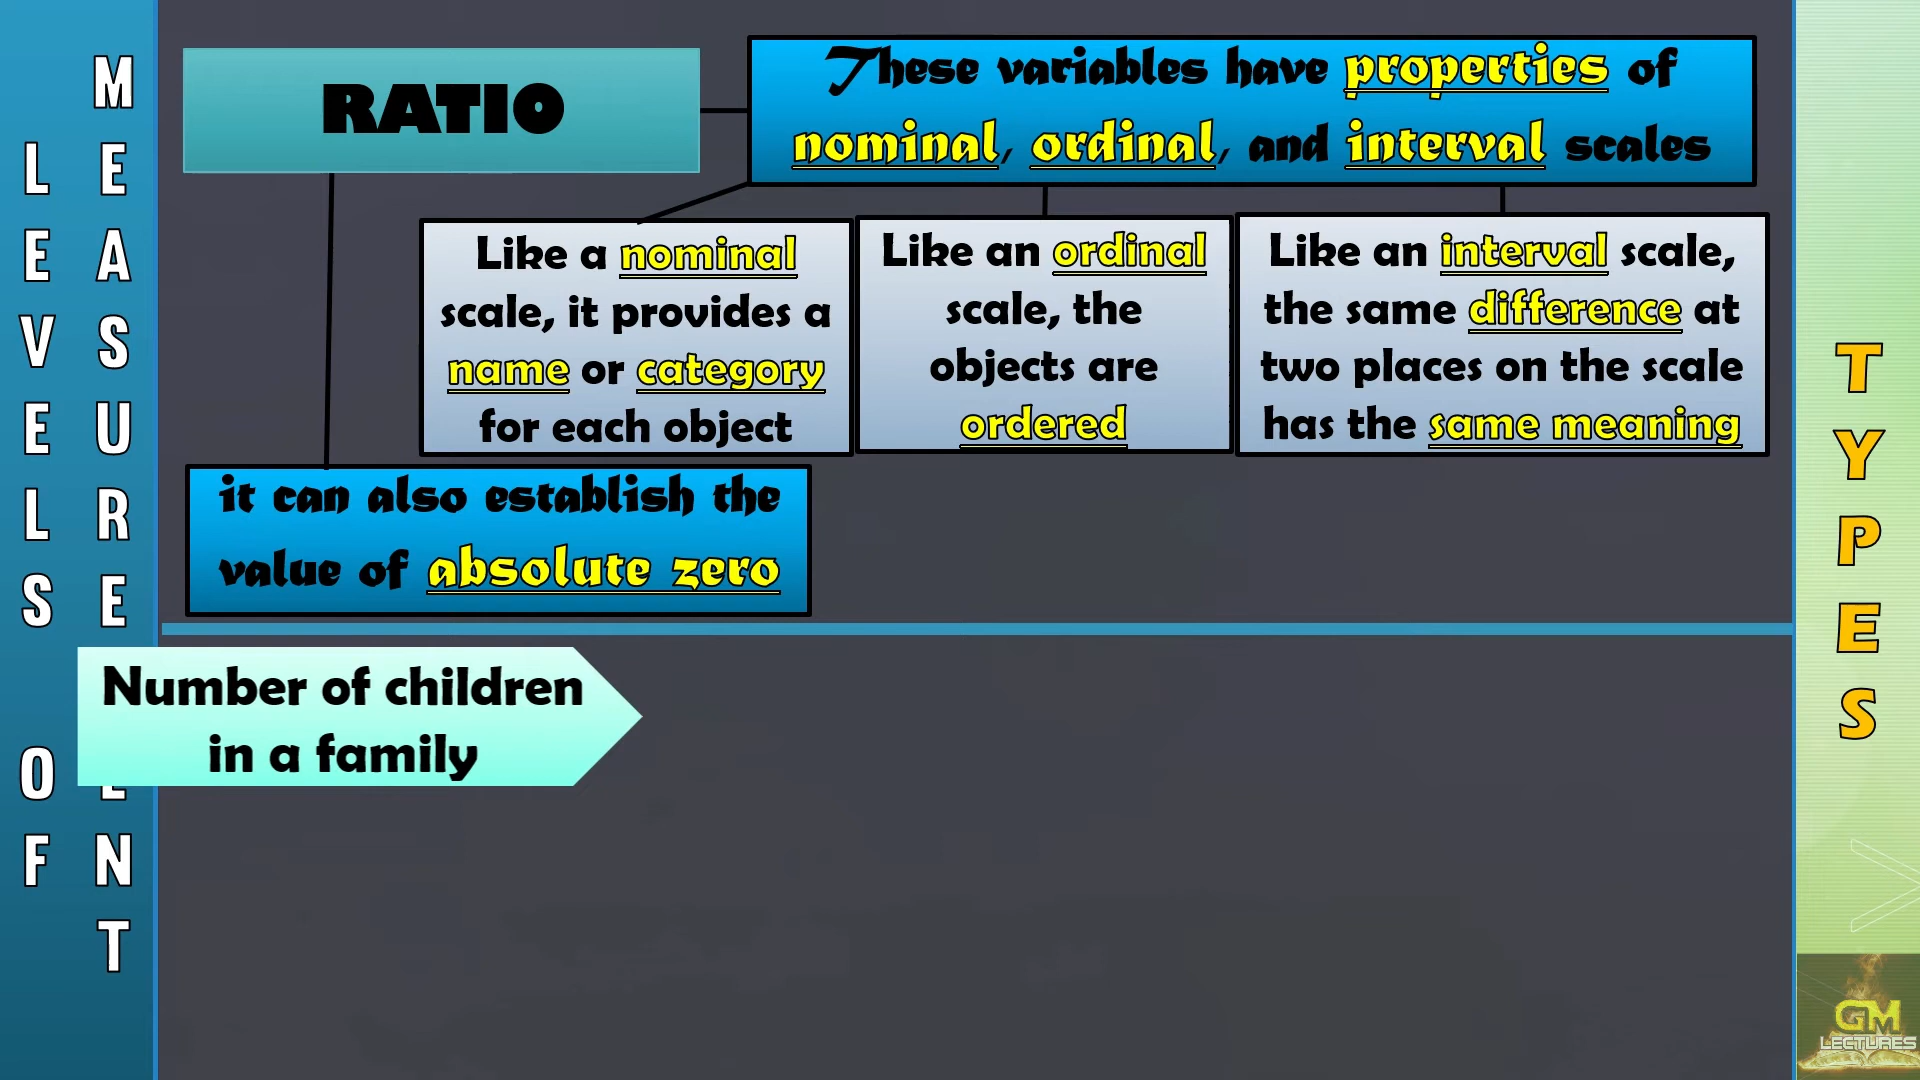 LEVELS OF
MEASUREMENT
RATIO
These variables have properties of
nominal, ordinal, and interval scales
Like a nominal
scale, it provides a
name or category
for each object
Like an ordinal
scale, the
objects are
ordered
Like an interval scale,
the same difference at
two places on the scale
has the same meaning
it can also establish the
value of absolute zero
Number of children
in a family
TYPES
GM
LECTURES